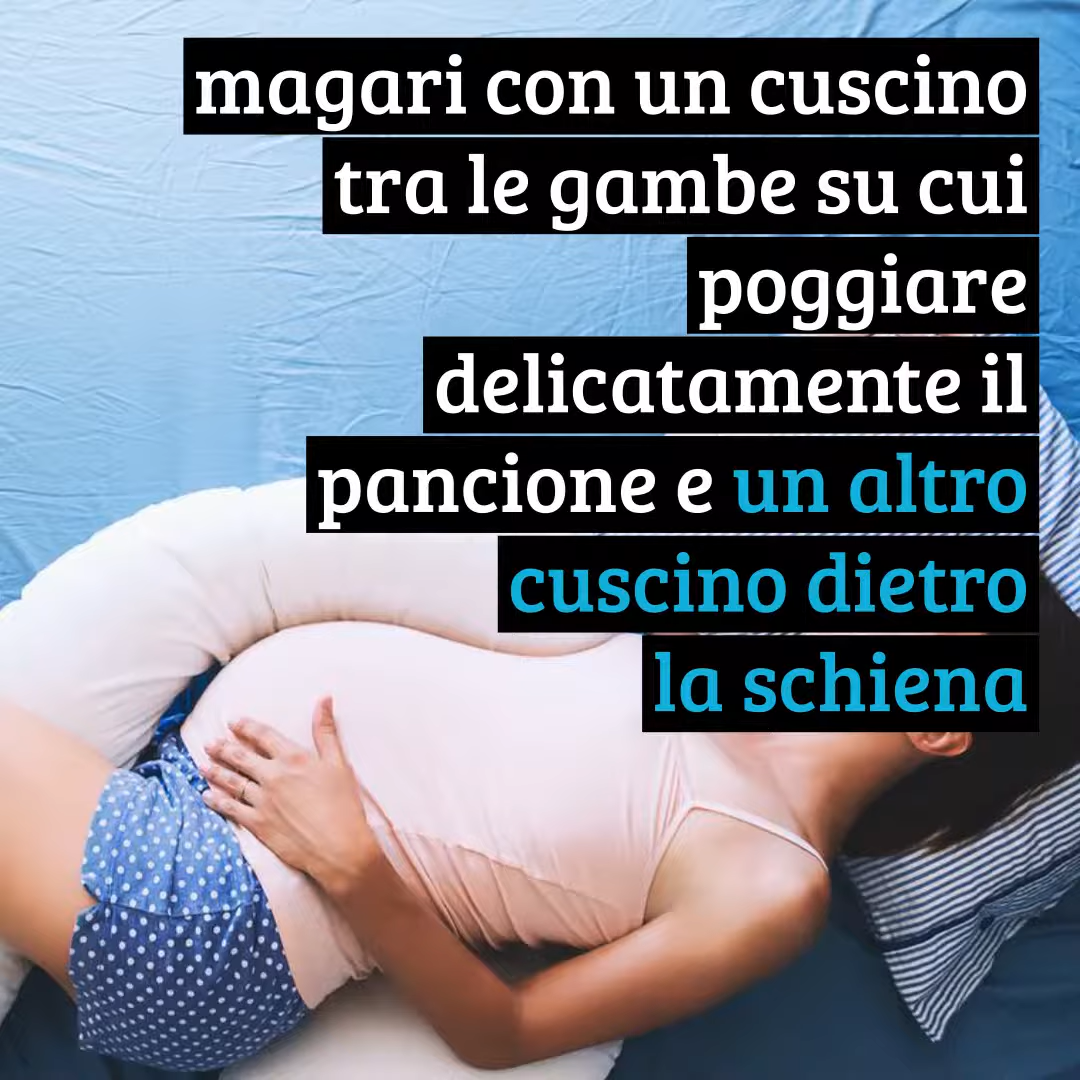 magari con un cuscino
tra le gambe su cui
poggiare
delicatamente il
pancione e un altro
cuscino dietro
la schiena